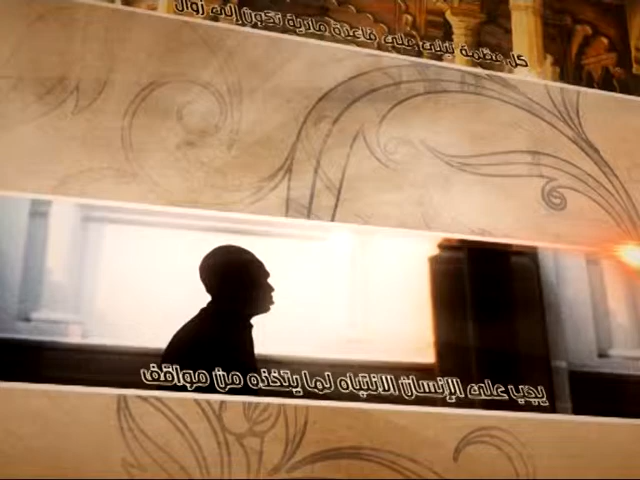 كل عظمة تبنى على قاعدة مادية تكون إلى زوال
يجب على الإنسان الانتباه لما يتخذه من مواقف